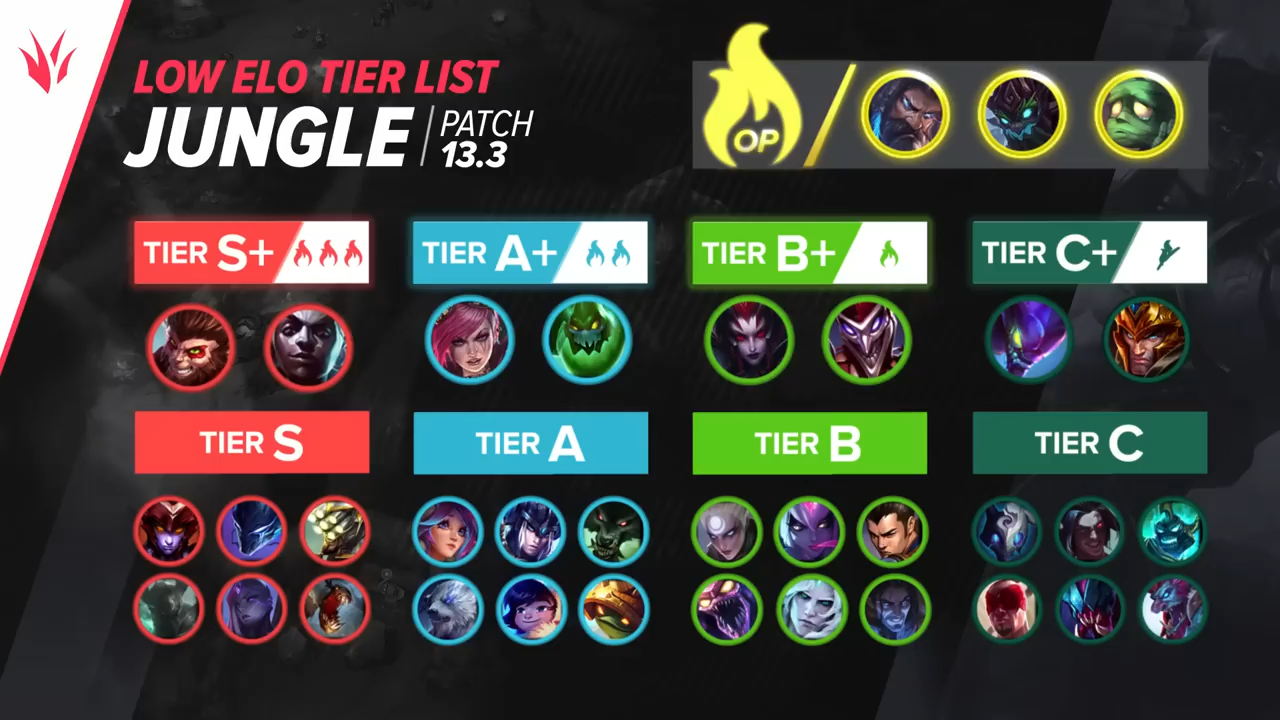 LOW ELO TIER LIST
JUNGLE
PATCH
13.3
OP
TIER S+
TIER A+
TIER B+
TIER C+
TIER S
TIER A
TIER B
TIER C